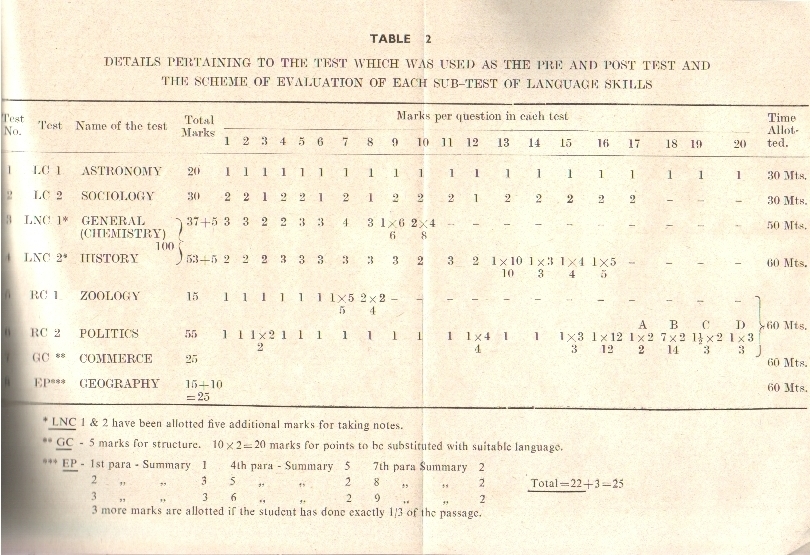 TABLE 2
DETAILS PERTAINING TO THE TEST WHICH WAS USED AS THE PRE AND POST TEST AND
THE SCHEME OF EVALUATION OF EACH SUB-TEST OF LANGUAGE SKILLS
Test No. Test Name of the test Total Marks Marks per question in each test Time Allot-ted.
1 2 3 4 5 6 7 8 9 10 11 12 13 14 15 16 17 18 19 20
1 LC 1 ASTRONOMY 20 1 1 1 1 1 1 1 1 1 1 1 1 1 1 1 1 1 1 1 1 30 Mts.
2 LC 2 SOCIOLOGY 30 2 2 1 2 2 1 2 1 2 2 2 1 2 2 2 2 2 – – – 30 Mts.
3 LNC 1* GENERAL 37+5 3 3 2 2 3 3 4 3 1×6 2×4 – – – – – – – – – – 50 Mts.
(CHEMISTRY) 6 8
100
4 LNC 2* HISTORY 53+5 2 2 2 3 3 3 3 3 3 2 3 2 1×10 1×3 1×4 1×5 – – – – 60 Mts.
10 3 4 5
5 RC 1 ZOOLOGY 15 1 1 1 1 1 1 1×5 2×2 – – – – – – – – – – – –
5 4
A B C D 60 Mts.
6 RC 2 POLITICS 55 1 1 1×2 1 1 1 1 1 1 1 1 1×4 1 1 1×3 1×12 1×2 7×2 1½×2 1×3
2 4 3 12 2 14 3 3
7 GC ** COMMERCE 25 60 Mts.
8 EP*** GEOGRAPHY 15+10 60 Mts.
=25
* LNC 1 & 2 have been allotted five additional marks for taking notes.
** GC - 5 marks for structure. 10×2=20 marks for points to be substituted with suitable language.
*** EP - 1st para - Summary 1 4th para - Summary 5 7th para Summary 2
2 ,, ,, 3 5 ,, ,, 2 8 ,, ,, 2 Total=22+3=25
3 ,, ,, 3 6 ,, ,, 2 9 ,, ,, 2
3 more marks are allotted if the student has done exactly 1/3 of the passage.